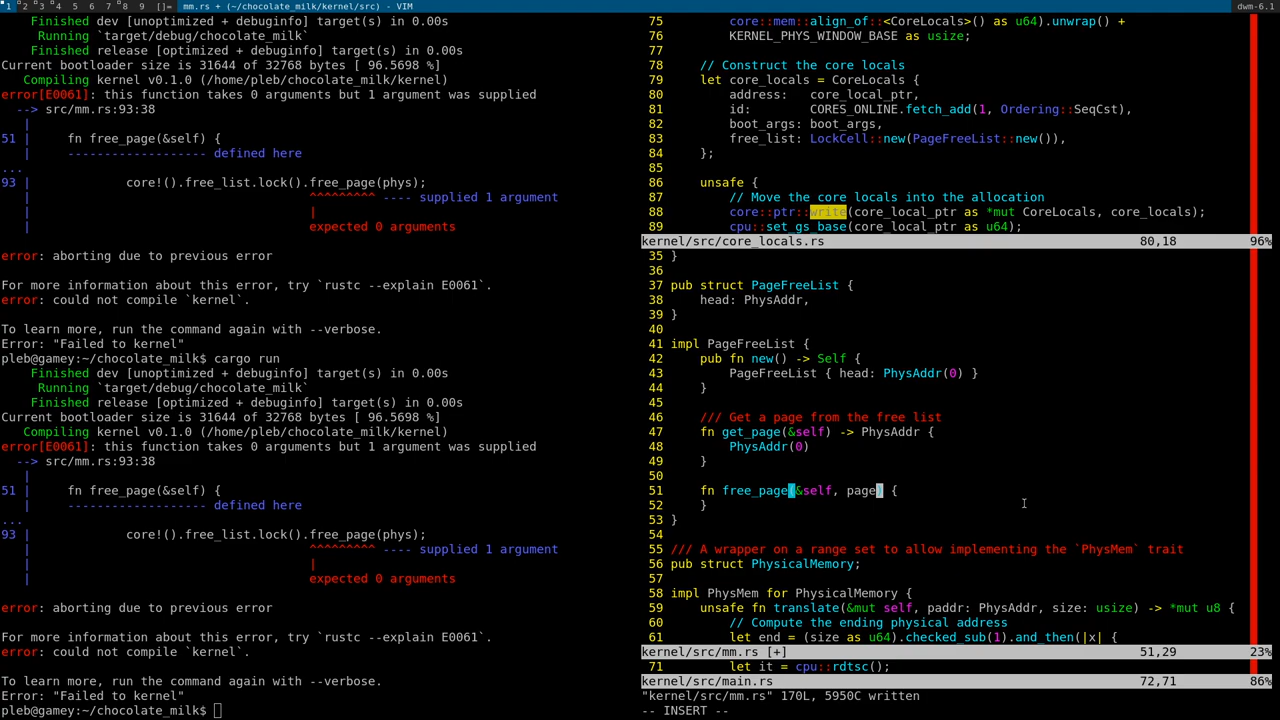 1 2 3 4 5 6 7 8 9 []= mm.rs + (~/chocolate_milk/kernel/src) - VIM dwm-6.1
Finished dev [unoptimized + debuginfo] target(s) in 0.00s
Running `target/debug/chocolate_milk`
Finished release [optimized + debuginfo] target(s) in 0.00s
Current bootloader size is 31644 of 32768 bytes [ 96.5698 %]
Compiling kernel v0.1.0 (/home/pleb/chocolate_milk/kernel)
error[E0061]: this function takes 0 arguments but 1 argument was supplied
--> src/mm.rs:93:38
|
51 | fn free_page(&self) {
| ------------------- defined here
...
93 | core!().free_list.lock().free_page(phys);
| ^^^^^^^^^ ---- supplied 1 argument
| |
| expected 0 arguments
error: aborting due to previous error
For more information about this error, try `rustc --explain E0061`.
error: could not compile `kernel`.
To learn more, run the command again with --verbose.
Error: "Failed to kernel"
pleb@gamey:~/chocolate_milk$ cargo run
Finished dev [unoptimized + debuginfo] target(s) in 0.00s
Running `target/debug/chocolate_milk`
Finished release [optimized + debuginfo] target(s) in 0.00s
Current bootloader size is 31644 of 32768 bytes [ 96.5698 %]
Compiling kernel v0.1.0 (/home/pleb/chocolate_milk/kernel)
error[E0061]: this function takes 0 arguments but 1 argument was supplied
--> src/mm.rs:93:38
|
51 | fn free_page(&self) {
| ------------------- defined here
...
93 | core!().free_list.lock().free_page(phys);
| ^^^^^^^^^ ---- supplied 1 argument
| |
| expected 0 arguments
error: aborting due to previous error
For more information about this error, try `rustc --explain E0061`.
error: could not compile `kernel`.
To learn more, run the command again with --verbose.
Error: "Failed to kernel"
pleb@gamey:~/chocolate_milk$
75 core::mem::align_of::<CoreLocals>() as u64).unwrap() +
76 KERNEL_PHYS_WINDOW_BASE as usize;
77
78 // Construct the core locals
79 let core_locals = CoreLocals {
80 address: core_local_ptr,
81 id: CORES_ONLINE.fetch_add(1, Ordering::SeqCst),
82 boot_args: boot_args,
83 free_list: LockCell::new(PageFreeList::new()),
84 };
85
86 unsafe {
87 // Move the core locals into the allocation
88 core::ptr::write(core_local_ptr as *mut CoreLocals, core_locals);
89 cpu::set_gs_base(core_local_ptr as u64);
kernel/src/core_locals.rs 80,18 96%
35 }
36
37 pub struct PageFreeList {
38 head: PhysAddr,
39 }
40
41 impl PageFreeList {
42 pub fn new() -> Self {
43 PageFreeList { head: PhysAddr(0) }
44 }
45
46 /// Get a page from the free list
47 fn get_page(&self) -> PhysAddr {
48 PhysAddr(0)
49 }
50
51 fn free_page(&self, page) {
52 }
53 }
54
55 /// A wrapper on a range set to allow implementing the `PhysMem` trait
56 pub struct PhysicalMemory;
57
58 impl PhysMem for PhysicalMemory {
59 unsafe fn translate(&mut self, paddr: PhysAddr, size: usize) -> *mut u8 {
60 // Compute the ending physical address
61 let end = (size as u64).checked_sub(1).and_then(|x| {
kernel/src/mm.rs [+] 51,29 23%
71 let it = cpu::rdtsc();
kernel/src/main.rs 72,71 86%
"kernel/src/mm.rs" 170L, 5950C written
-- INSERT --